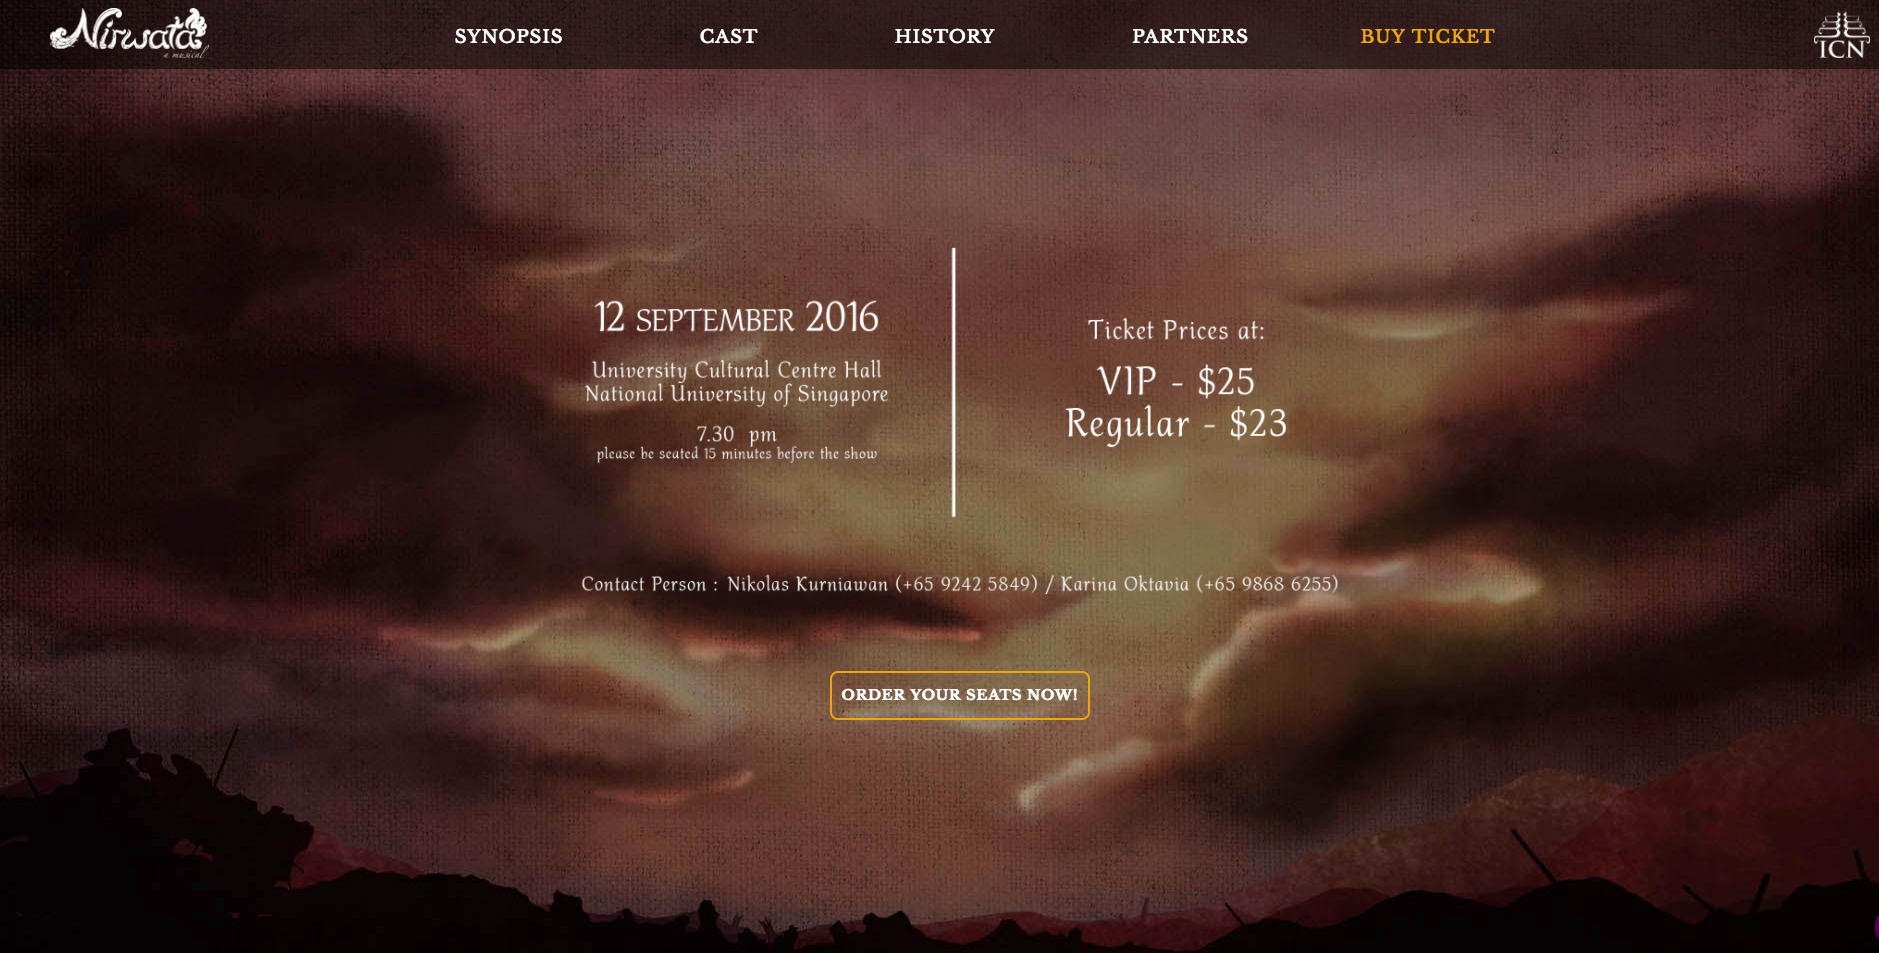 Nirwata
a musical
SYNOPSIS
CAST
HISTORY
PARTNERS
BUY TICKET
ICN
12 SEPTEMBER 2016
University Cultural Centre Hall
National University of Singapore
7.30 pm
please be seated 15 minutes before the show
Ticket Prices at:
VIP - $25
Regular - $23
Contact Person : Nikolas Kurniawan (+65 9242 5849) / Karina Oktavia (+65 9868 6255)
ORDER YOUR SEATS NOW!